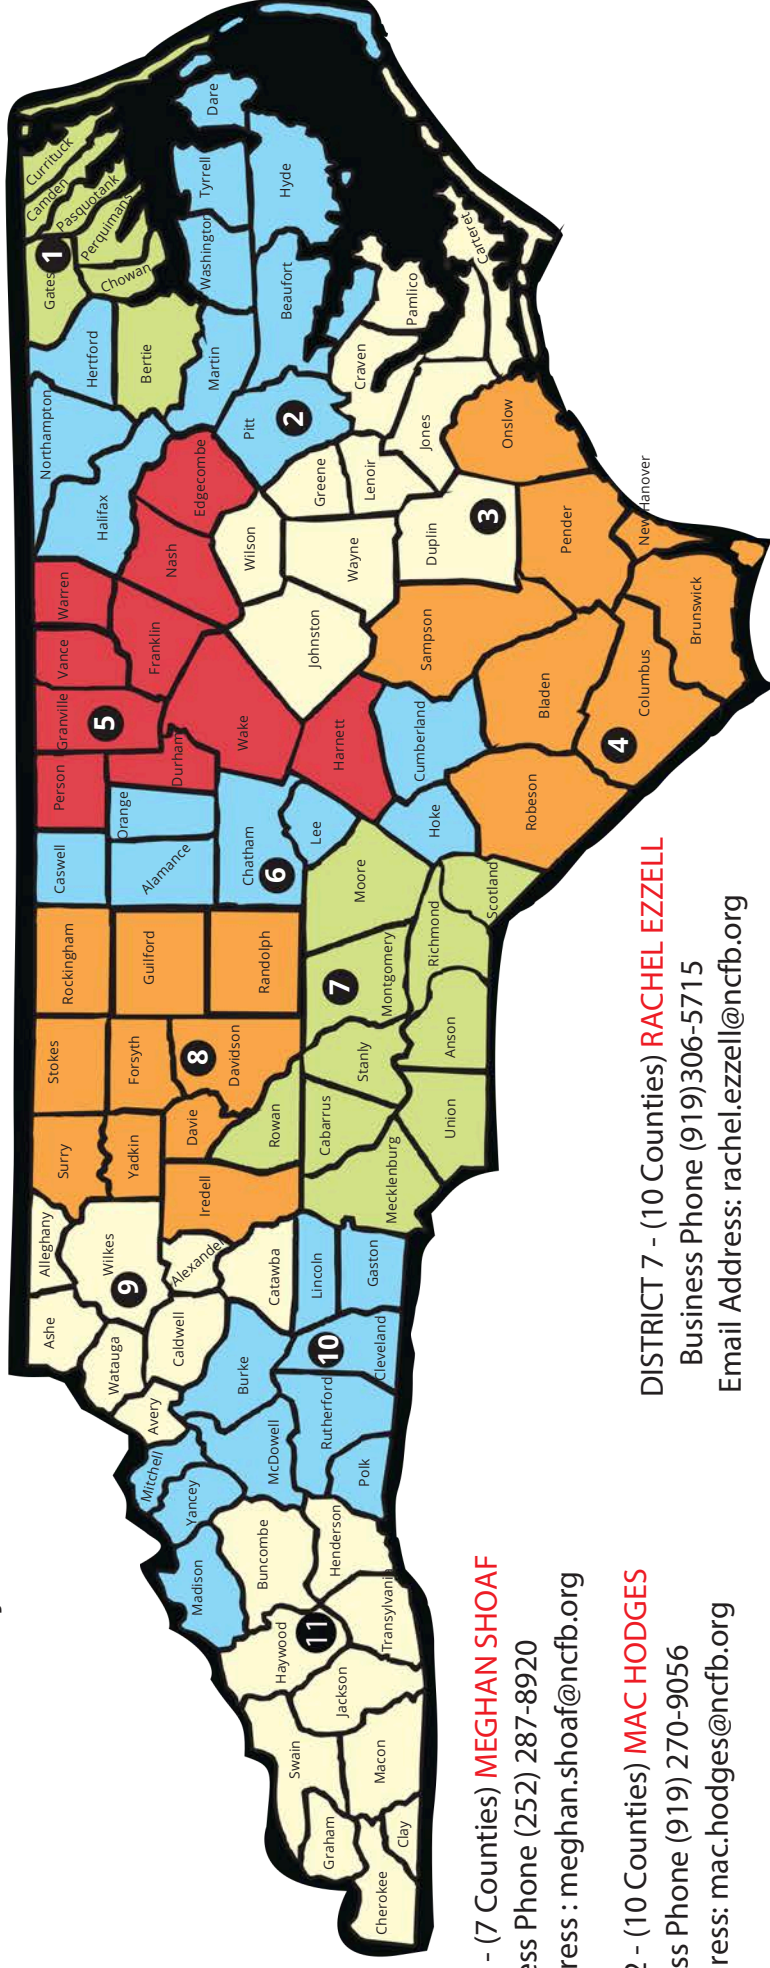 Cherokee
Graham
Clay
Swain
Macon
Jackson
Haywood
11
Transylvania
Buncombe
Henderson
Madison
Yancey
Mitchell
McDowell
Polk
Rutherford
Avery
Burke
10
Cleveland
Watauga
Caldwell
Ashe
Wilkes
9
Alleghany
Alexander
Catawba
Lincoln
Gaston
Surry
Yadkin
Iredell
Davie
Rowan
Mecklenburg
Cabarrus
Union
Stokes
Forsyth
8
Davidson
Stanly
Anson
Rockingham
Guilford
Randolph
7
Montgomery
Richmond
Moore
Scotland
Caswell
Alamance
Orange
Chatham
6
Lee
Hoke
Cumberland
Person
Granville
5
Durham
Vance
Warren
Franklin
Wake
Harnett
Nash
Edgecombe
Johnston
Wilson
Wayne
Greene
Lenoir
Duplin
3
Jones
Craven
Pamlico
Carteret
Robeson
Bladen
Sampson
4
Columbus
Brunswick
Pender
New Hanover
Onslow
Northampton
Halifax
Hertford
Bertie
Martin
Pitt
2
Beaufort
Washington
Tyrrell
Hyde
Dare
Gates
1
Chowan
Perquimans
Pasquotank
Camden
Currituck
- (7 Counties) MEGHAN SHOAF
ess Phone (252) 287-8920
ress : meghan.shoaf@ncfb.org
2 - (10 Counties) MAC HODGES
ss Phone (919) 270-9056
ress: mac.hodges@ncfb.org
DISTRICT 7 - (10 Counties) RACHEL EZZELL
Business Phone (919)306-5715
Email Address: rachel.ezzell@ncfb.org